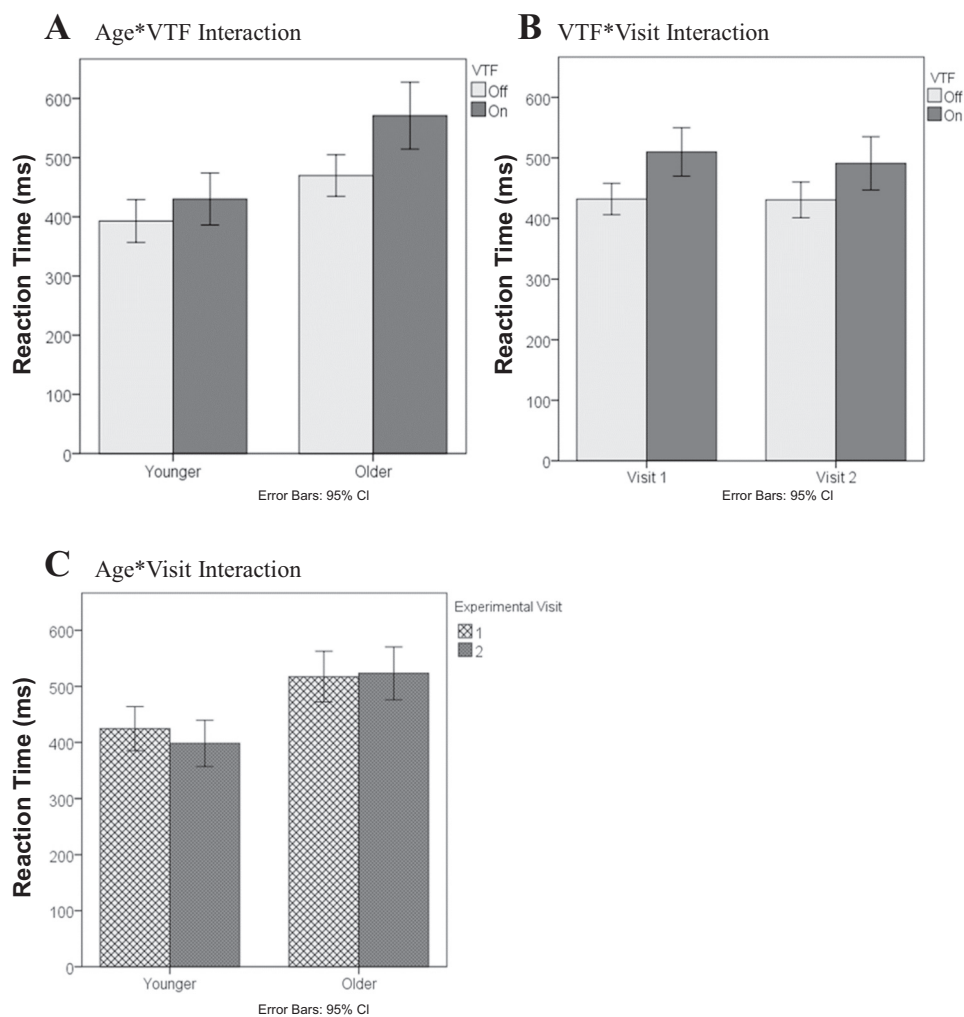 A Age*VTF Interaction
Reaction Time (ms)
600
500
400
300
200
100
0
VTF
Off
On
Younger
Older
Error Bars: 95% CI
B VTF*Visit Interaction
Reaction Time (ms)
600
500
400
300
200
100
0
VTF
Off
On
Visit 1
Visit 2
Error Bars: 95% CI
C Age*Visit Interaction
Reaction Time (ms)
600
500
400
300
200
100
0
Experimental Visit
1
2
Younger
Older
Error Bars: 95% CI